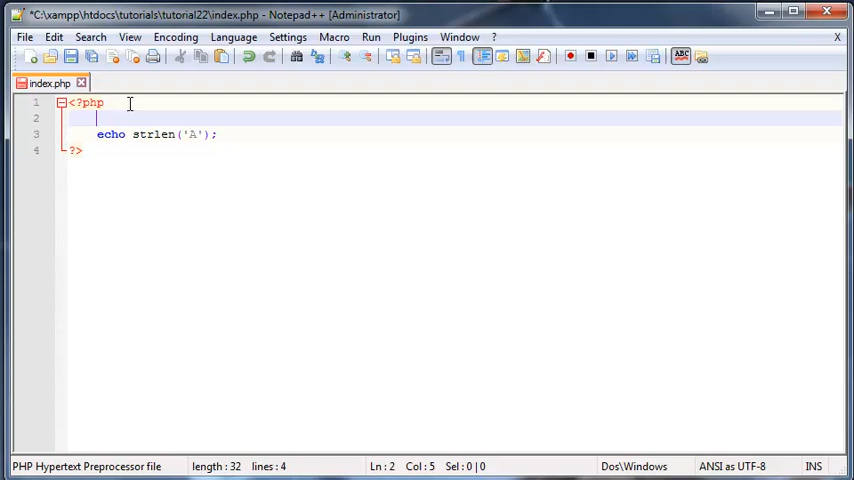 *C:\xampp\htdocs\tutorials\tutorial22\index.php - Notepad++ [Administrator]
File Edit Search View Encoding Language Settings Macro Run Plugins Window ? X
ABC
index.php
1 <?php
2
3 echo strlen('A');
4 ?>
PHP Hypertext Preprocessor file length : 32 lines : 4 Ln : 2 Col : 5 Sel : 0 | 0 Dos\Windows ANSI as UTF-8 INS